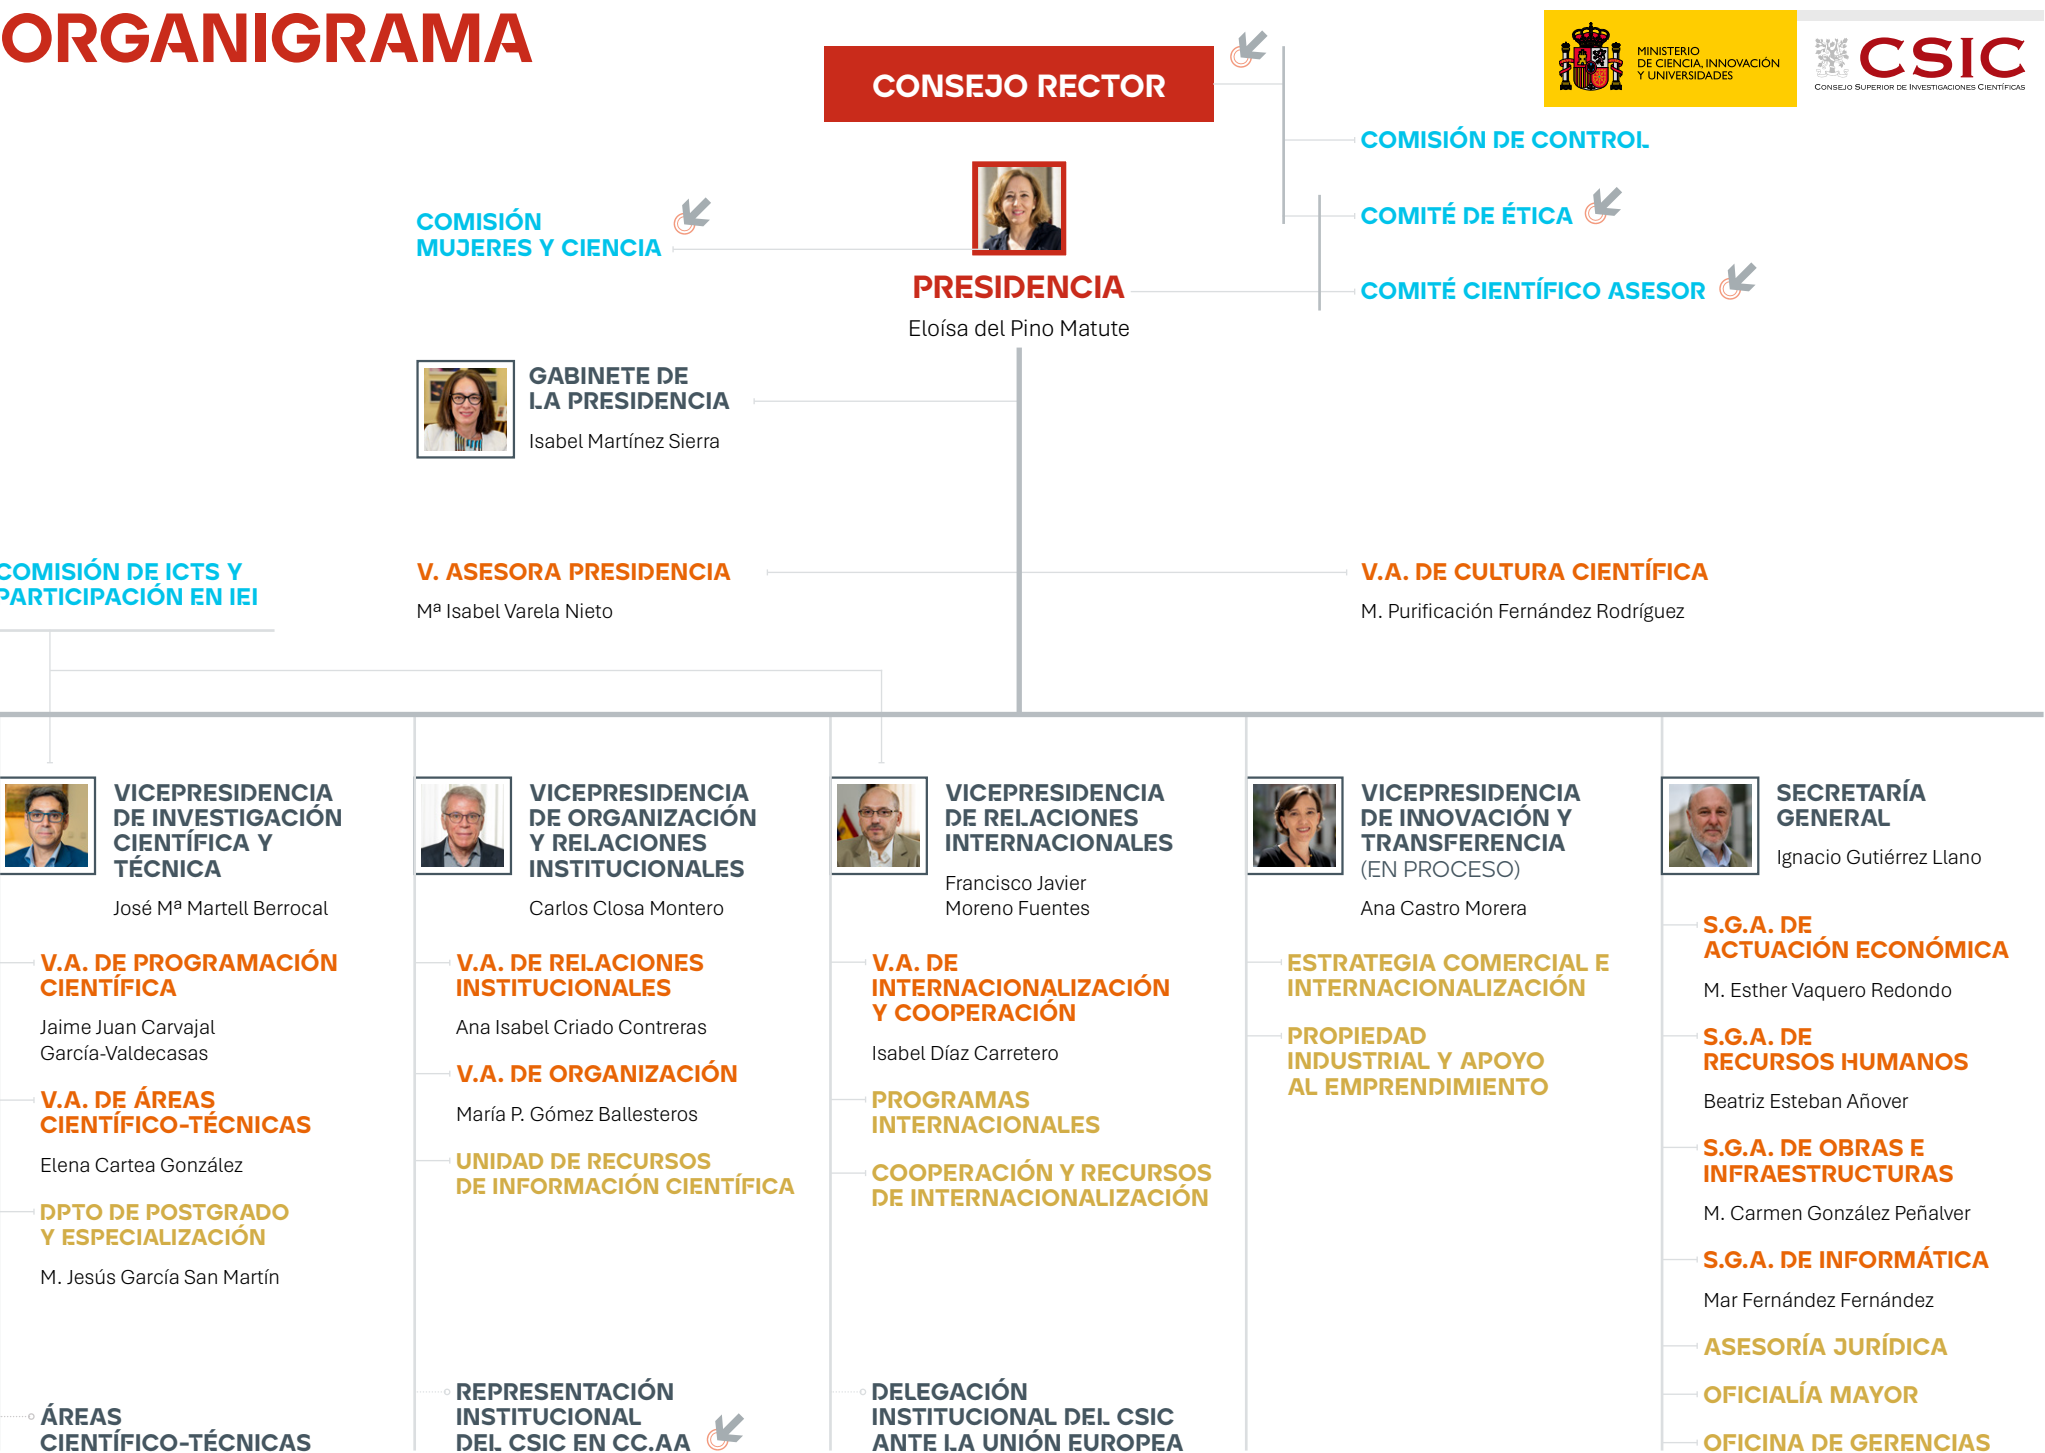 ORGANIGRAMA
CONSEJO RECTOR
MINISTERIO
DE CIENCIA, INNOVACIÓN
Y UNIVERSIDADES
CSIC
CONSEJO SUPERIOR DE INVESTIGACIONES CIENTÍFICAS
COMISIÓN DE CONTROL
COMISIÓN
MUJERES Y CIENCIA
COMITÉ DE ÉTICA
PRESIDENCIA
Eloísa del Pino Matute
COMITÉ CIENTÍFICO ASESOR
GABINETE DE
LA PRESIDENCIA
Isabel Martínez Sierra
COMISIÓN DE ICTS Y
PARTICIPACIÓN EN IEI
V. ASESORA PRESIDENCIA
Mª Isabel Varela Nieto
V.A. DE CULTURA CIENTÍFICA
M. Purificación Fernández Rodríguez
VICEPRESIDENCIA
DE INVESTIGACIÓN
CIENTÍFICA Y
TÉCNICA
José Mª Martell Berrocal
V.A. DE PROGRAMACIÓN
CIENTÍFICA
Jaime Juan Carvajal
García-Valdecasas
V.A. DE ÁREAS
CIENTÍFICO-TÉCNICAS
Elena Cartea González
DPTO DE POSTGRADO
Y ESPECIALIZACIÓN
M. Jesús García San Martín
ÁREAS
CIENTÍFICO-TÉCNICAS
VICEPRESIDENCIA
DE ORGANIZACIÓN
Y RELACIONES
INSTITUCIONALES
Carlos Closa Montero
V.A. DE RELACIONES
INSTITUCIONALES
Ana Isabel Criado Contreras
V.A. DE ORGANIZACIÓN
María P. Gómez Ballesteros
UNIDAD DE RECURSOS
DE INFORMACIÓN CIENTÍFICA
REPRESENTACIÓN
INSTITUCIONAL
DEL CSIC EN CC.AA
VICEPRESIDENCIA
DE RELACIONES
INTERNACIONALES
Francisco Javier
Moreno Fuentes
V.A. DE
INTERNACIONALIZACIÓN
Y COOPERACIÓN
Isabel Díaz Carretero
PROGRAMAS
INTERNACIONALES
COOPERACIÓN Y RECURSOS
DE INTERNACIONALIZACIÓN
DELEGACIÓN
INSTITUCIONAL DEL CSIC
ANTE LA UNIÓN EUROPEA
VICEPRESIDENCIA
DE INNOVACIÓN Y
TRANSFERENCIA
(EN PROCESO)
Ana Castro Morera
ESTRATEGIA COMERCIAL E
INTERNACIONALIZACIÓN
PROPIEDAD
INDUSTRIAL Y APOYO
AL EMPRENDIMIENTO
SECRETARÍA
GENERAL
Ignacio Gutiérrez Llano
S.G.A. DE
ACTUACIÓN ECONÓMICA
M. Esther Vaquero Redondo
S.G.A. DE
RECURSOS HUMANOS
Beatriz Esteban Añover
S.G.A. DE OBRAS E
INFRAESTRUCTURAS
M. Carmen González Peñalver
S.G.A. DE INFORMÁTICA
Mar Fernández Fernández
ASESORÍA JURÍDICA
OFICIALÍA MAYOR
OFICINA DE GERENCIAS